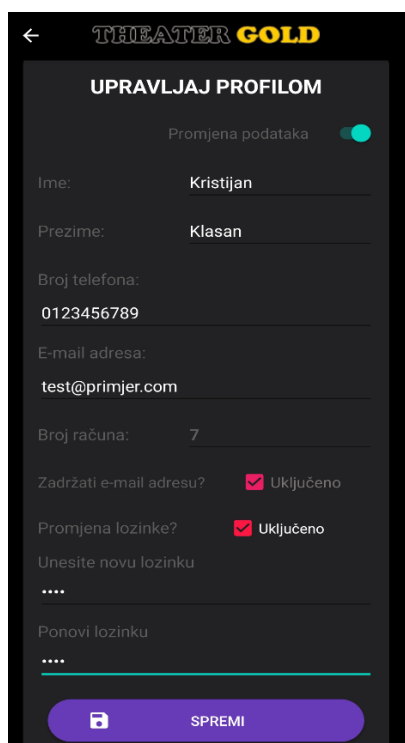 THEATER GOLD
UPRAVLJAJ PROFILOM
Promjena podataka
Ime: Kristijan
Prezime: Klasan
Broj telefona:
0123456789
E-mail adresa:
test@primjer.com
Broj računa: 7
Zadržati e-mail adresu? Uključeno
Promjena lozinke? Uključeno
Unesite novu lozinku
••••
Ponovi lozinku
••••
SPREMI